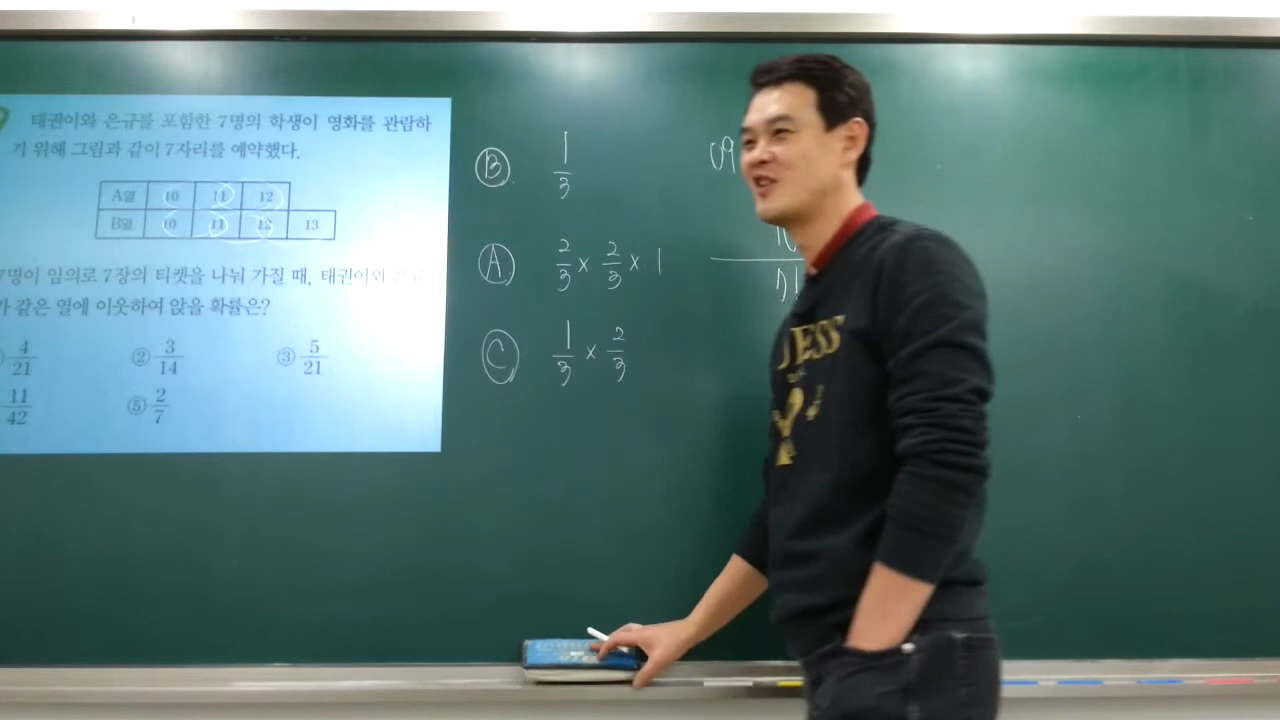 태권이와 은규를 포함한 7명의 학생이 영화를 관람하
기 위해 그림과 같이 7자리를 예약했다.
A열 10 11 12
B열 10 11 12 13
7명이 임의로 7장의 티켓을 나눠 가질 때, 태권이와
가 같은 열에 이웃하여 앉을 확률은?
4/21 ② 3/14 ③ 5/21
11/42 ⑤ 2/7
Ⓑ 1/3
Ⓐ 2/3 × 2/3 × 1
Ⓒ 1/3 × 2/3
09